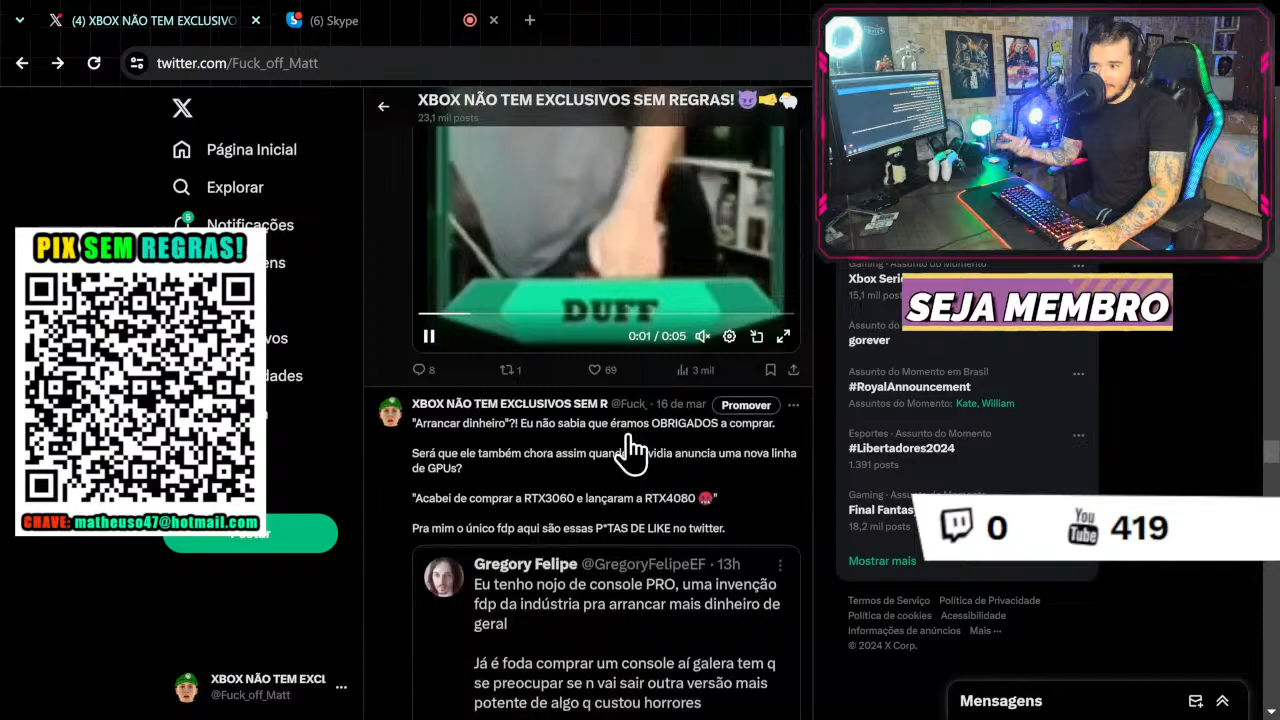 (4) XBOX NÃO TEM EXCLUSIVO
(6) Skype
twitter.com/Fuck_off_Matt
Página Inicial
Explorar
5
Notificações
PIX SEM REGRAS!
CHAVE: matheuso47@hotmail.com
XBOX NÃO TEM EXCL
@Fuck_off_Matt
XBOX NÃO TEM EXCLUSIVOS SEM REGRAS! 😈🤜🐑
23,1 mil posts
DUFF
0:01 / 0:05
8
1
69
3 mil
XBOX NÃO TEM EXCLUSIVOS SEM R @Fuck_ · 16 de mar
Promover
"Arrancar dinheiro"?! Eu não sabia que éramos OBRIGADOS a comprar.
Será que ele também chora assim anuncia uma nova linha
de GPUs?
"Acabei de comprar a RTX3060 e lançaram a RTX4080 😡"
Pra mim o único fdp aqui são essas P*TAS DE LIKE no twitter.
Gregory Felipe @GregoryFelipeEF · 13h
Eu tenho nojo de console PRO, uma invenção
fdp da indústria pra arrancar mais dinheiro de
geral
Já é foda comprar um console aí galera tem q
se preocupar se n vai sair outra versão mais
potente de algo q custou horrores
Gaming · Assunto do Momento
Xbox Seri
15,1 mil pos
SEJA MEMBRO
Assunto do
gorever
Assunto do Momento em Brasil
#RoyalAnnouncement
Assuntos do Momento: Kate, William
Esportes · Assunto do Momento
#Libertadores2024
1.391 posts
Gaming · Ass
Final Fantas
18,2 mil pos
0
You Tube
419
Mostrar mais
Termos de Serviço Política de Privacidade
Política de cookies Acessibilidade
Informações de anúncios Mais ···
© 2024 X Corp.
Mensagens